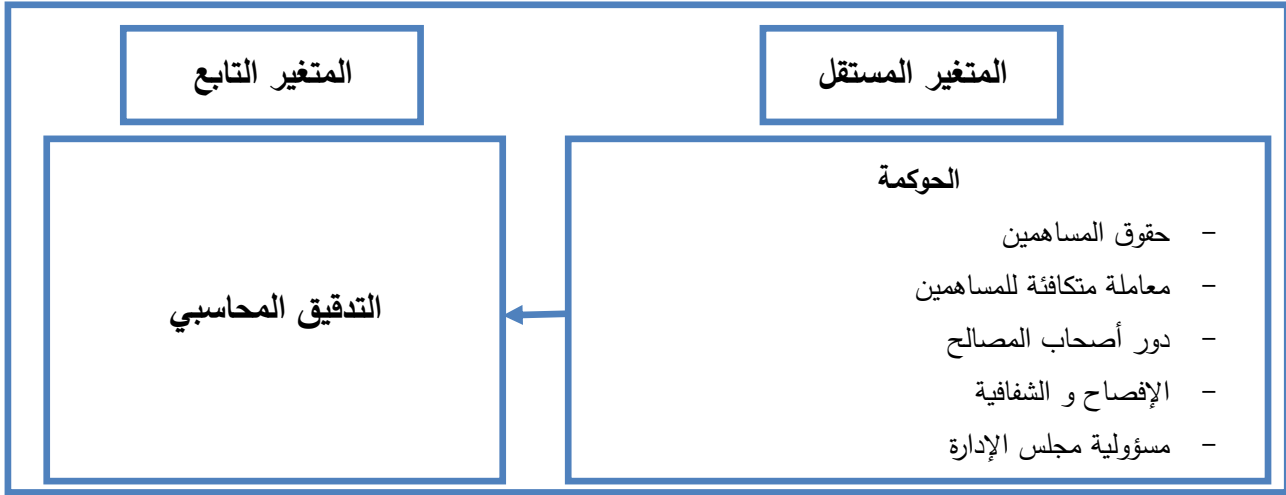 المتغير المستقل
المتغير التابع
الحوكمة
- حقوق المساهمين
- معاملة متكافئة للمساهمين
- دور أصحاب المصالح
- الإفصاح و الشفافية
- مسؤولية مجلس الإدارة
التدقيق المحاسبي